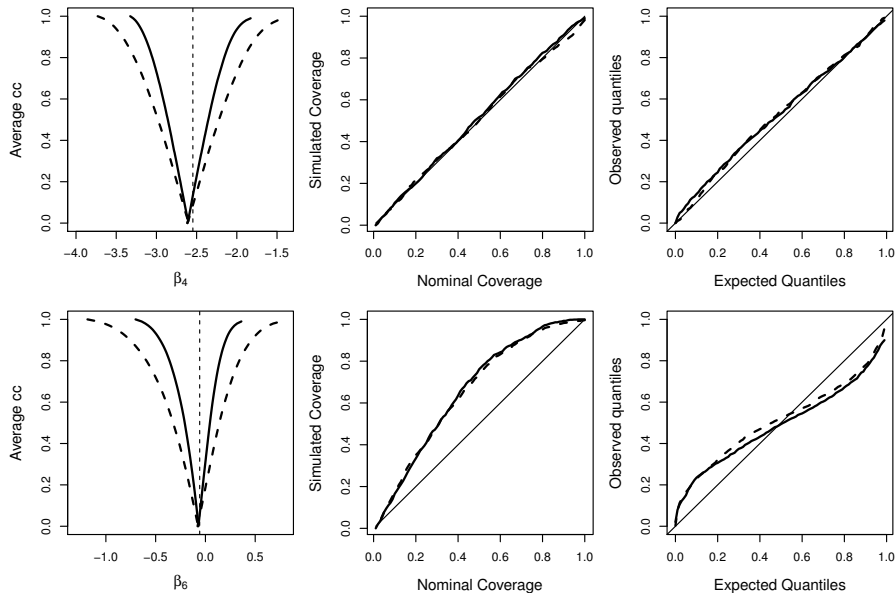 Average cc
0.0 0.2 0.4 0.6 0.8 1.0
−4.0 −3.5 −3.0 −2.5 −2.0 −1.5
β4
Simulated Coverage
0.0 0.2 0.4 0.6 0.8 1.0
0.0 0.2 0.4 0.6 0.8 1.0
Nominal Coverage
Observed quantiles
0.0 0.2 0.4 0.6 0.8 1.0
0.0 0.2 0.4 0.6 0.8 1.0
Expected Quantiles
Average cc
0.0 0.2 0.4 0.6 0.8 1.0
−1.0 −0.5 0.0 0.5
β6
Simulated Coverage
0.0 0.2 0.4 0.6 0.8 1.0
0.0 0.2 0.4 0.6 0.8 1.0
Nominal Coverage
Observed quantiles
0.0 0.2 0.4 0.6 0.8 1.0
0.0 0.2 0.4 0.6 0.8 1.0
Expected Quantiles